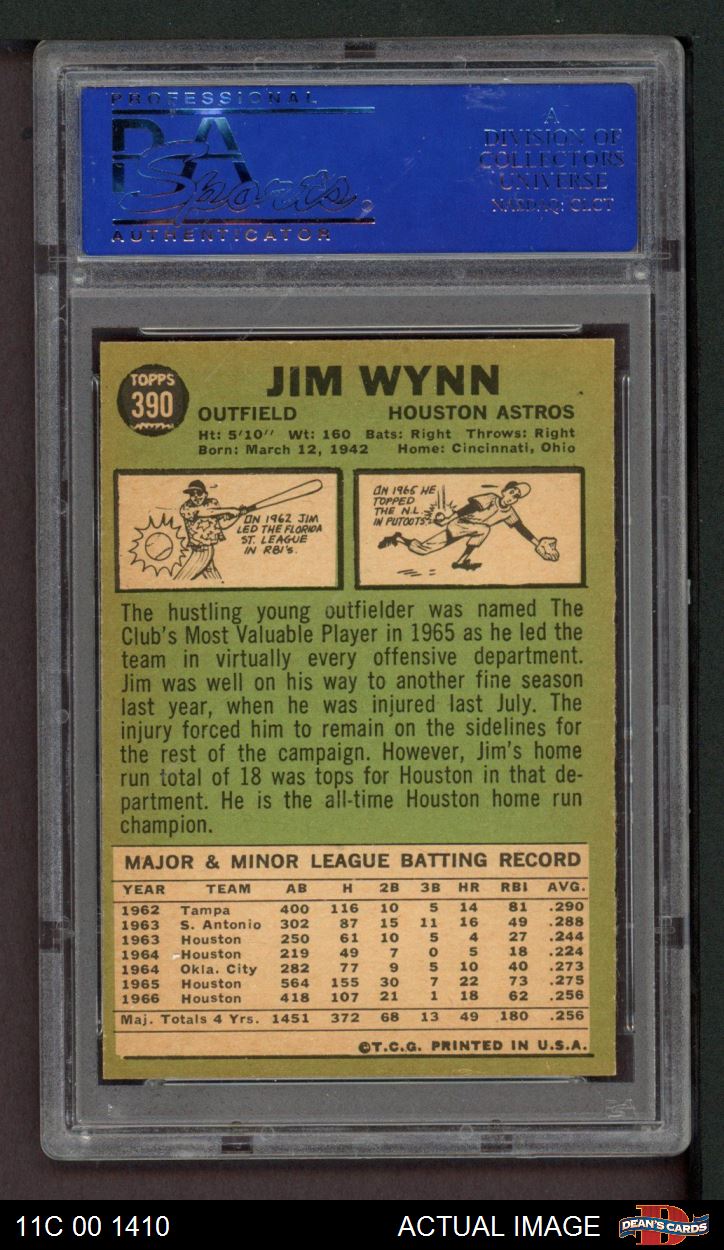 PROFESSIONAL
PSA
Sports
AUTHENTICATOR
A
DIVISION OF
COLLECTORS
UNIVERSE
NASDAQ: CLCT
TOPPS
390
JIM WYNN
OUTFIELD HOUSTON ASTROS
Ht: 5'10" Wt: 160 Bats: Right Throws: Right
Born: March 12, 1942 Home: Cincinnati, Ohio
ON 1962 JIM
LED THE FLORIDA
ST. LEAGUE
IN RBI'S.
ON 1965 HE
TOPPED
THE N.L.
IN PUTOUTS
The hustling young outfielder was named The
Club's Most Valuable Player in 1965 as he led the
team in virtually every offensive department.
Jim was well on his way to another fine season
last year, when he was injured last July. The
injury forced him to remain on the sidelines for
the rest of the campaign. However, Jim's home
run total of 18 was tops for Houston in that de-
partment. He is the all-time Houston home run
champion.
MAJOR & MINOR LEAGUE BATTING RECORD
YEAR TEAM AB H 2B 3B HR RBI AVG.
1962 Tampa 400 116 10 5 14 81 .290
1963 S. Antonio 302 87 15 11 16 49 .288
1963 Houston 250 61 10 5 4 27 .244
1964 Houston 219 49 7 0 5 18 .224
1964 Okla. City 282 77 9 5 10 40 .273
1965 Houston 564 155 30 7 22 73 .275
1966 Houston 418 107 21 1 18 62 .256
Maj. Totals 4 Yrs. 1451 372 68 13 49 180 .256
©T.C.G. PRINTED IN U.S.A.
11C 00 1410 ACTUAL IMAGE
DEAN'S CARDS